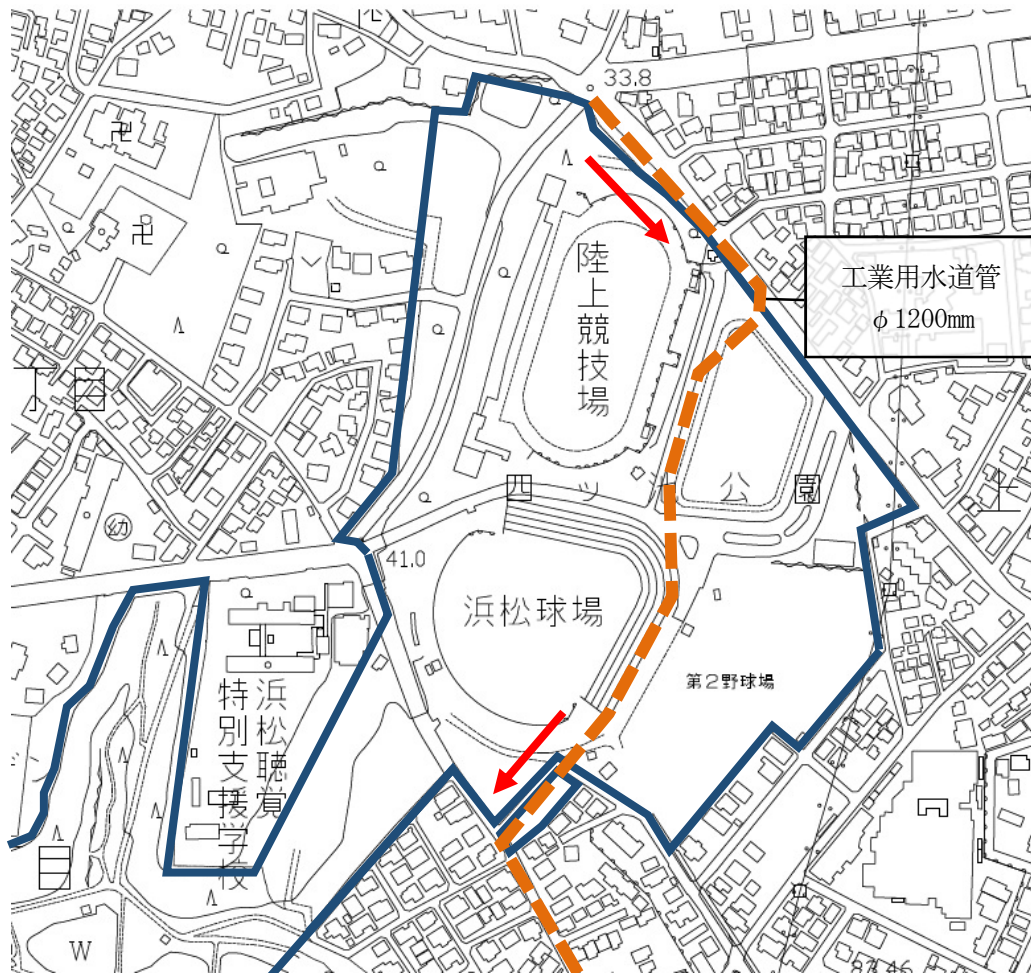 33.8
工業用水道管
φ1200mm
陸上競技場
丁目
四ツ池公園
上
幼
41.0
浜松球場
第2野球場
浜松聴覚
特別支援学校
目
W